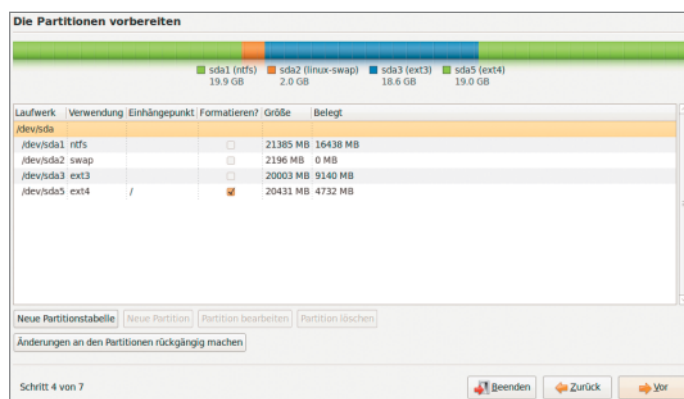 Die Partitionen vorbereiten
sda1 (ntfs) sda2 (linux-swap) sda3 (ext3) sda5 (ext4)
19.9 GB 2.0 GB 18.6 GB 19.0 GB
Laufwerk Verwendung Einhängepunkt Formatieren? Größe Belegt
/dev/sda
/dev/sda1 ntfs 21385 MB 16438 MB
/dev/sda2 swap 2196 MB 0 MB
/dev/sda3 ext3 20003 MB 9140 MB
/dev/sda5 ext4 / 20431 MB 4732 MB
Neue Partitionstabelle Neue Partition Partition bearbeiten Partition löschen
Änderungen an den Partitionen rückgängig machen
Schritt 4 von 7 Beenden Zurück Vor